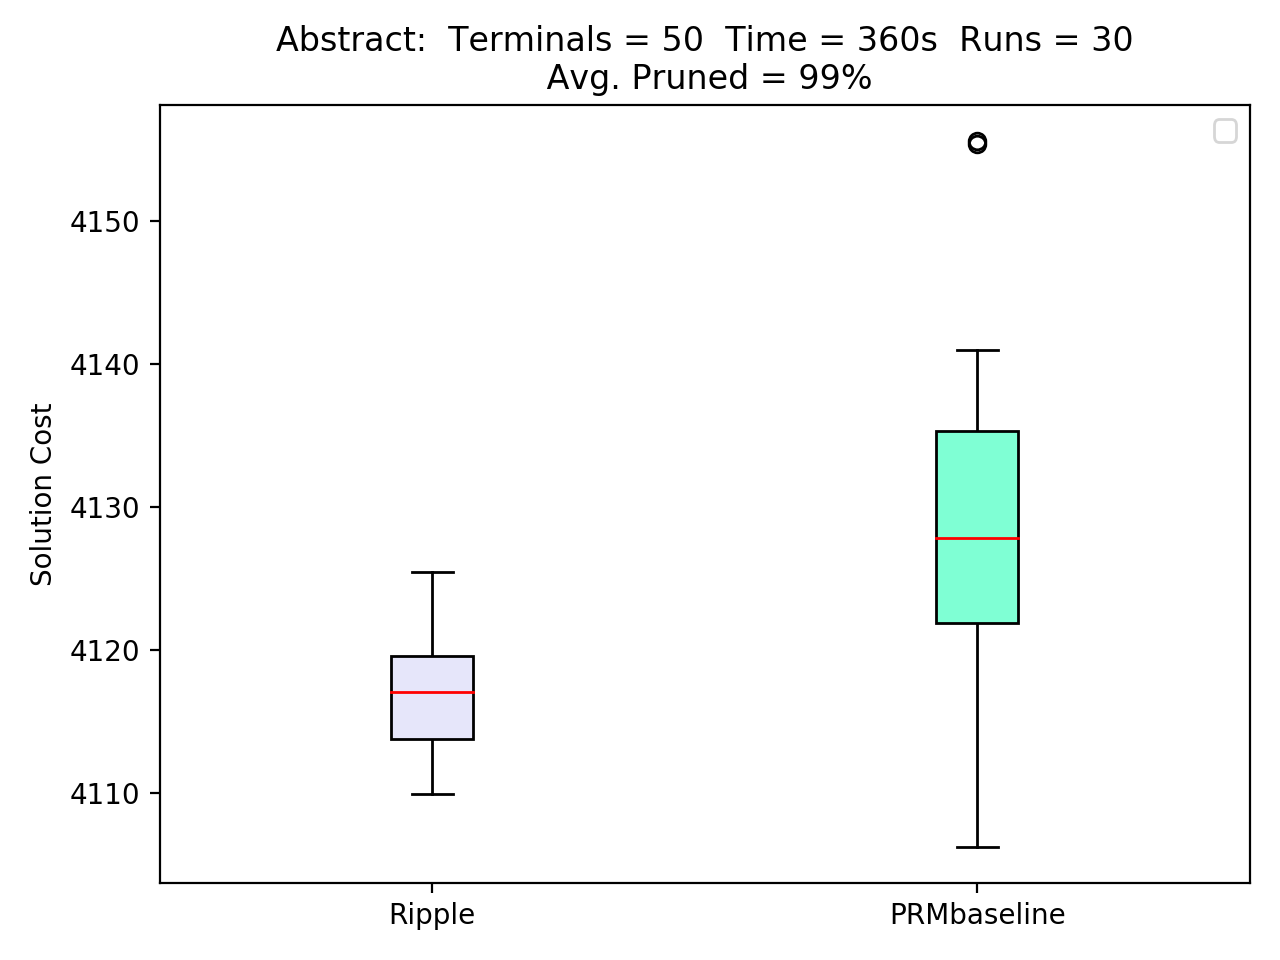 Abstract:  Terminals = 50  Time = 360s  Runs = 30
Avg. Pruned = 99%
Solution Cost
4150
4140
4130
4120
4110
Ripple
PRMbaseline